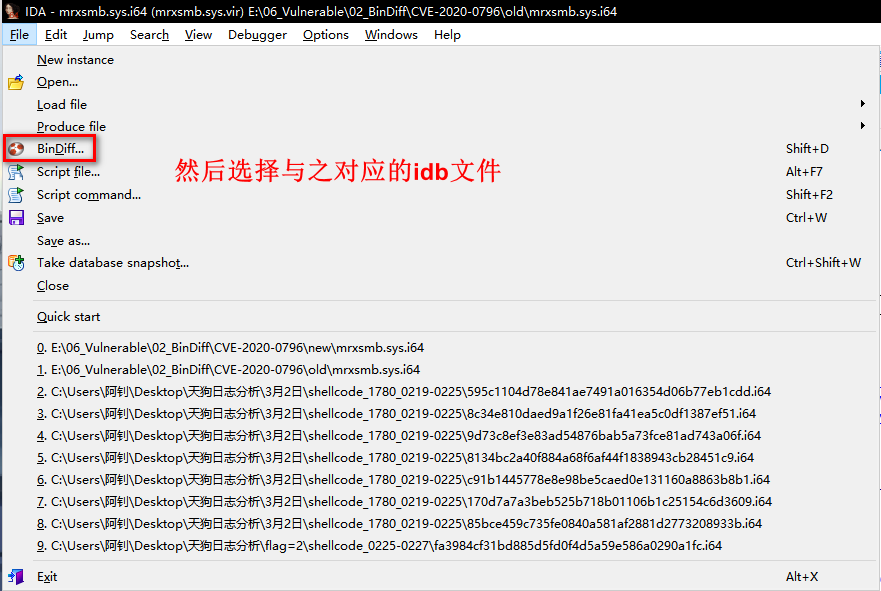 IDA - mrxsmb.sys.i64 (mrxsmb.sys.vir) E:\06_Vulnerable\02_BinDiff\CVE-2020-0796\old\mrxsmb.sys.i64
File Edit Jump Search View Debugger Options Windows Help
New instance
Open...
Load file
Produce file
BinDiff... Shift+D
然后选择与之对应的idb文件
Script file... Alt+F7
Script command... Shift+F2
Save Ctrl+W
Save as...
Take database snapshot... Ctrl+Shift+W
Close
Quick start
0. E:\06_Vulnerable\02_BinDiff\CVE-2020-0796\new\mrxsmb.sys.i64
1. E:\06_Vulnerable\02_BinDiff\CVE-2020-0796\old\mrxsmb.sys.i64
2. C:\Users\阿钊\Desktop\天狗日志分析\3月2日\shellcode_1780_0219-0225\595c1104d78e841ae7491a016354d06b77eb1cdd.i64
3. C:\Users\阿钊\Desktop\天狗日志分析\3月2日\shellcode_1780_0219-0225\8c34e810daed9a1f26e81fa41ea5c0df1387ef51.i64
4. C:\Users\阿钊\Desktop\天狗日志分析\3月2日\shellcode_1780_0219-0225\9d73c8ef3e83ad54876bab5a73fce81ad743a06f.i64
5. C:\Users\阿钊\Desktop\天狗日志分析\3月2日\shellcode_1780_0219-0225\8134bc2a40f884a68f6af44f1838943cb28451c9.i64
6. C:\Users\阿钊\Desktop\天狗日志分析\3月2日\shellcode_1780_0219-0225\c91b1445778e8e98be5caed0e131160a8863b8b1.i64
7. C:\Users\阿钊\Desktop\天狗日志分析\3月2日\shellcode_1780_0219-0225\170d7a7a3beb525b718b01106b1c25154c6d3609.i64
8. C:\Users\阿钊\Desktop\天狗日志分析\3月2日\shellcode_1780_0219-0225\85bce459c735fe0840a581af2881d2773208933b.i64
9. C:\Users\阿钊\Desktop\天狗日志分析\flag=2\shellcode_0225-0227\fa3984cf31bd885d5fd0f4d5a59e586a0290a1fc.i64
Exit Alt+X